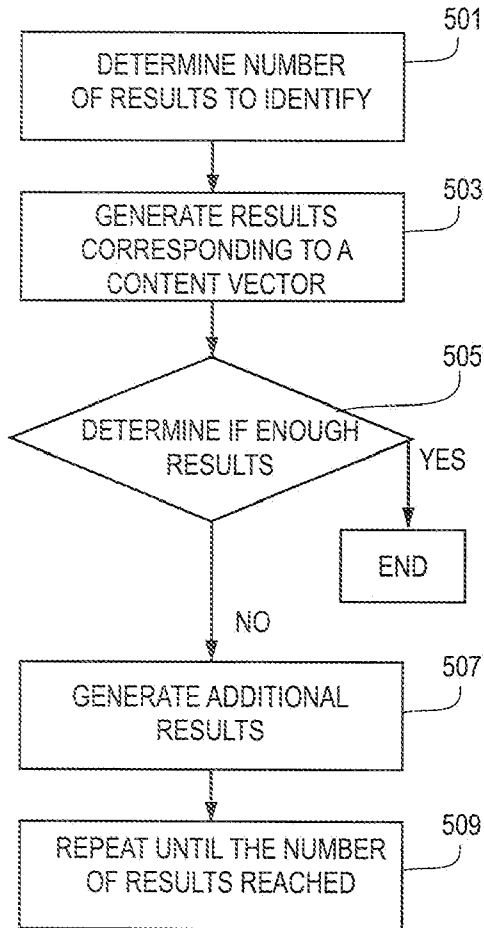 501
DETERMINE NUMBER
OF RESULTS TO IDENTIFY
503
GENERATE RESULTS
CORRESPONDING TO A
CONTENT VECTOR
505
DETERMINE IF ENOUGH
RESULTS
YES
END
NO
507
GENERATE ADDITIONAL
RESULTS
509
REPEAT UNTIL THE NUMBER
OF RESULTS REACHED